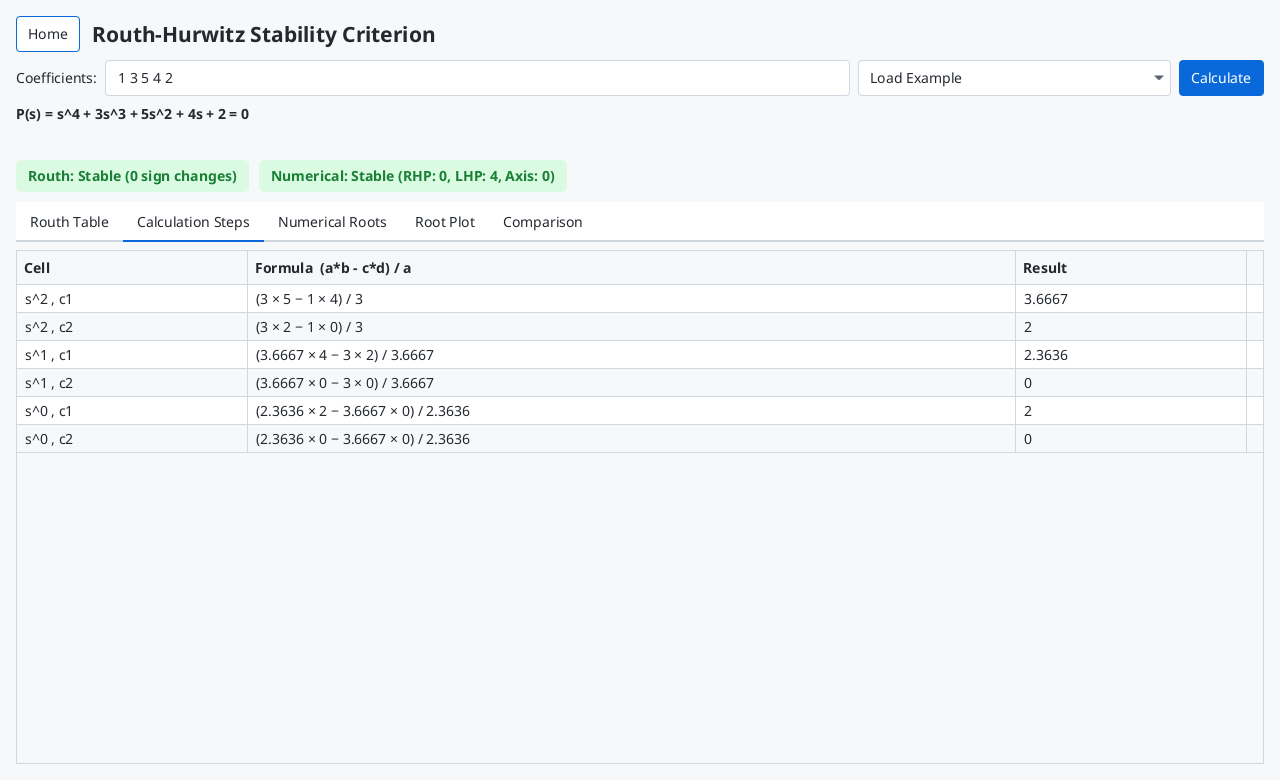 Home Routh-Hurwitz Stability Criterion
Coefficients: 1 3 5 4 2 Load Example Calculate
P(s) = s^4 + 3s^3 + 5s^2 + 4s + 2 = 0
Routh: Stable (0 sign changes) Numerical: Stable (RHP: 0, LHP: 4, Axis: 0)
Routh Table Calculation Steps Numerical Roots Root Plot Comparison
Cell Formula (a*b - c*d) / a Result
s^2 , c1 (3 × 5 − 1 × 4) / 3 3.6667
s^2 , c2 (3 × 2 − 1 × 0) / 3 2
s^1 , c1 (3.6667 × 4 − 3 × 2) / 3.6667 2.3636
s^1 , c2 (3.6667 × 0 − 3 × 0) / 3.6667 0
s^0 , c1 (2.3636 × 2 − 3.6667 × 0) / 2.3636 2
s^0 , c2 (2.3636 × 0 − 3.6667 × 0) / 2.3636 0